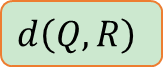 d(Q, R)